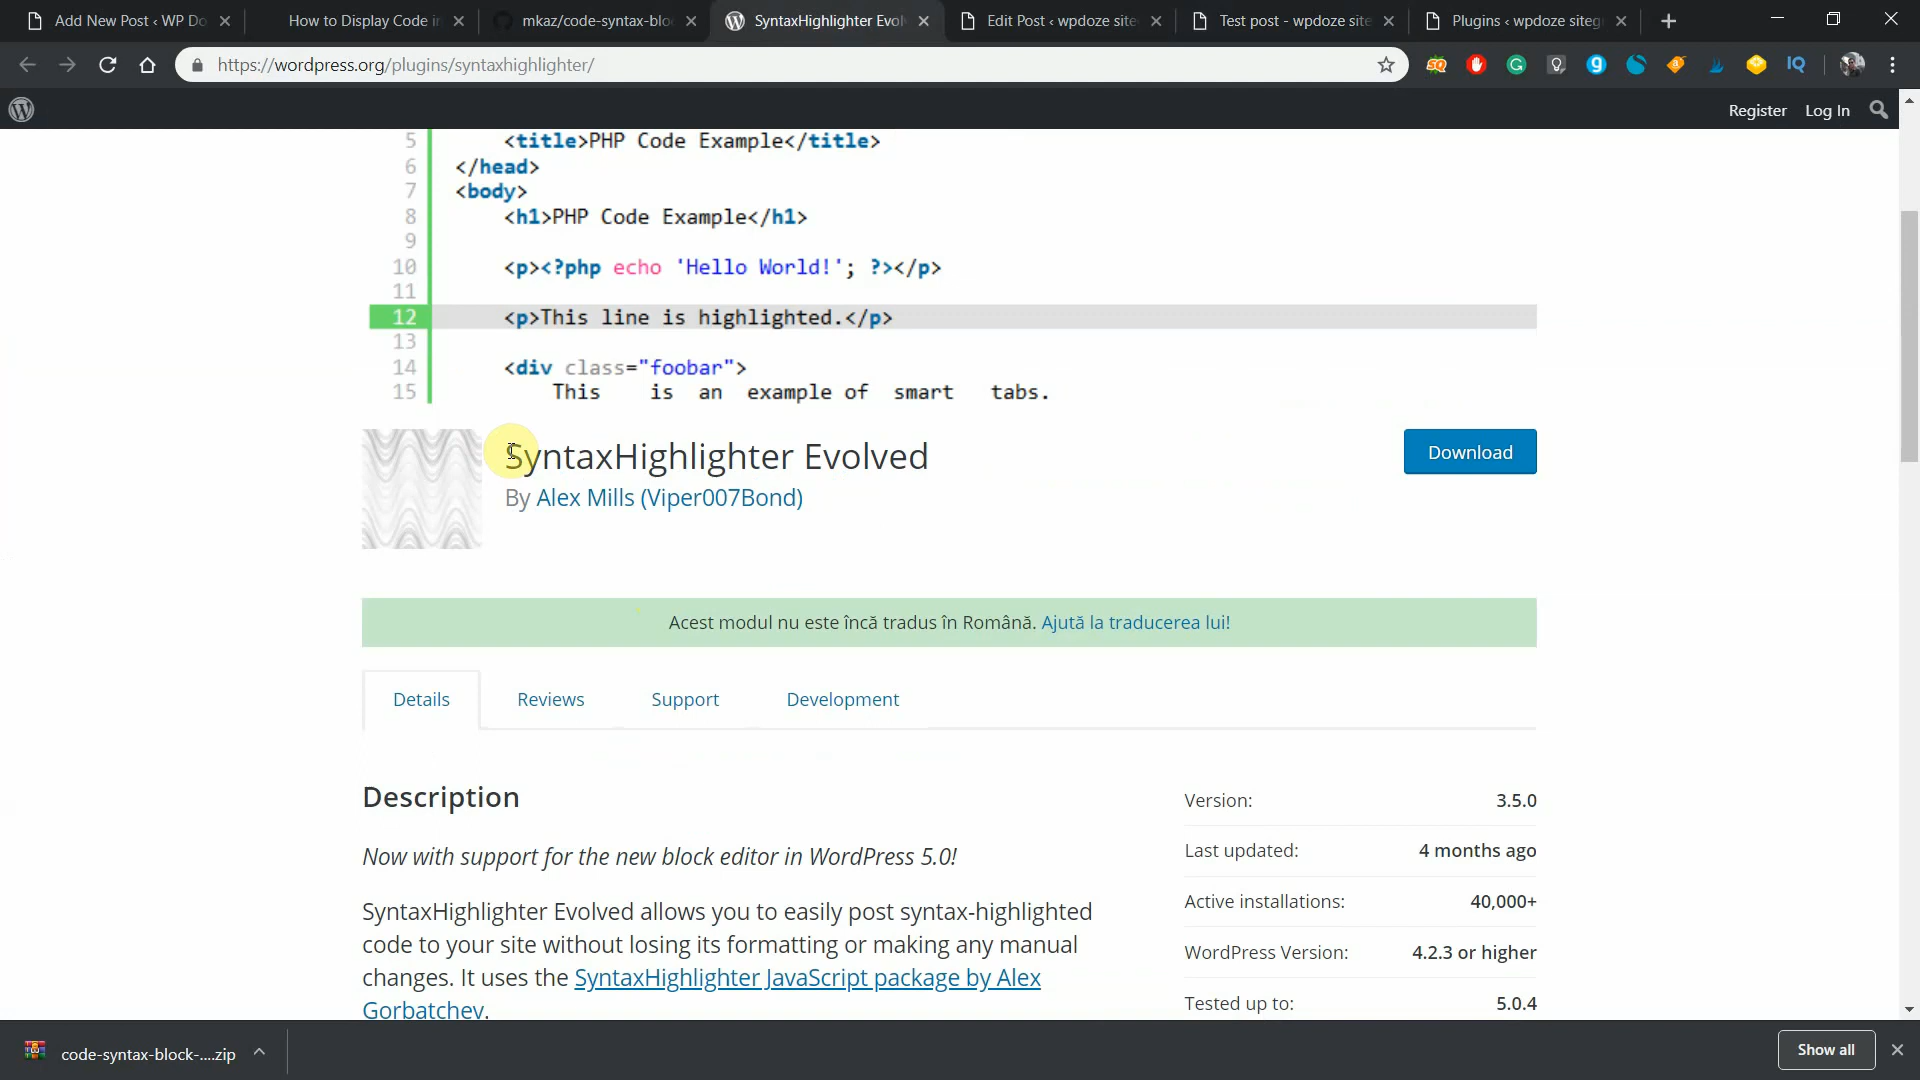 Add New Post ‹ WP Do
How to Display Code in
mkaz/code-syntax-bloc
SyntaxHighlighter Evol
Edit Post ‹ wpdoze site
Test post - wpdoze site
Plugins ‹ wpdoze siteg
https://wordpress.org/plugins/syntaxhighlighter/
Register Log In
5 <title>PHP Code Example</title>
6 </head>
7 <body>
8 <h1>PHP Code Example</h1>
9
10 <p><?php echo 'Hello World!'; ?></p>
11
12 <p>This line is highlighted.</p>
13
14 <div class="foobar">
15 This is an example of smart tabs.
SyntaxHighlighter Evolved
By Alex Mills (Viper007Bond)
Download
Acest modul nu este încă tradus în Română. Ajută la traducerea lui!
Details Reviews Support Development
Description
Now with support for the new block editor in WordPress 5.0!
SyntaxHighlighter Evolved allows you to easily post syntax-highlighted
code to your site without losing its formatting or making any manual
changes. It uses the SyntaxHighlighter JavaScript package by Alex
Gorbatchev.
Version: 3.5.0
Last updated: 4 months ago
Active installations: 40,000+
WordPress Version: 4.2.3 or higher
Tested up to: 5.0.4
code-syntax-block-....zip
Show all